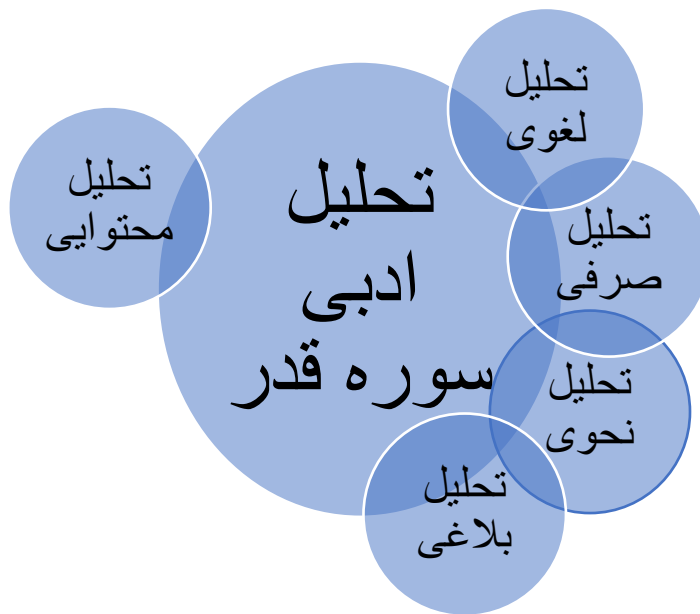 تحلیل
ادبی
سوره قدر
تحلیل
لغوی
تحلیل
صرفی
تحلیل
نحوی
تحلیل
بلاغی
تحلیل
محتوایی